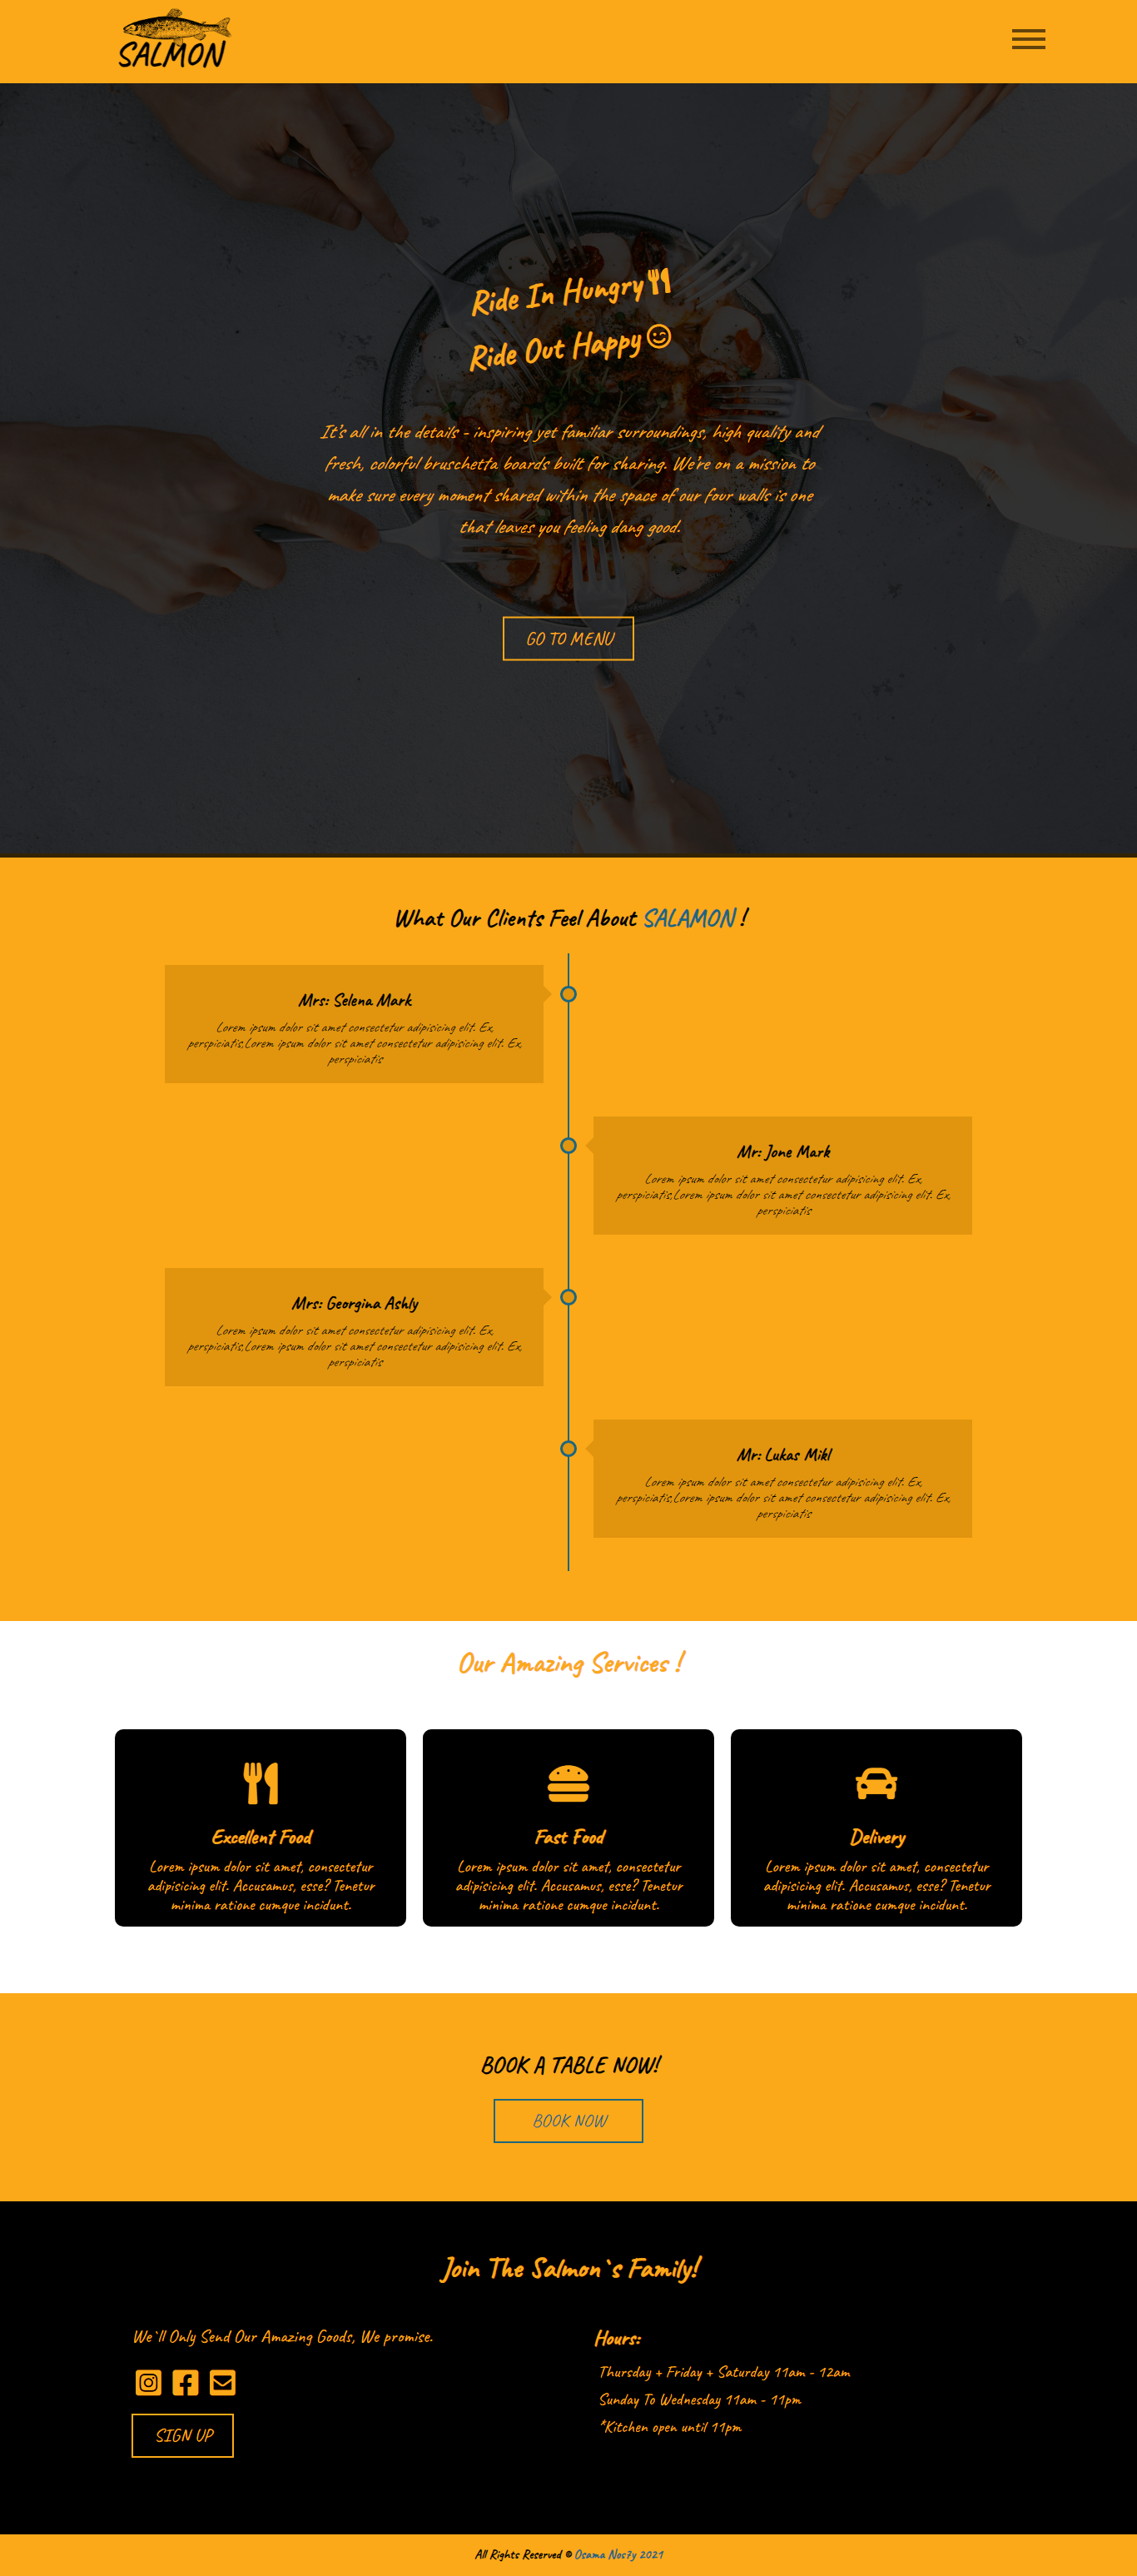 SALMON
Ride In Hungry
Ride Out Happy
It's all in the details - inspiring yet familiar surroundings, high quality and
fresh, colorful bruschetta boards built for sharing. We're on a mission to
make sure every moment shared within the space of our four walls is one
that leaves you feeling dang good.
GO TO MENU
What Our Clients Feel About SALAMON !
Mrs: Selena Mark
Lorem ipsum dolor sit amet consectetur adipisicing elit. Ex,
perspiciatis,Lorem ipsum dolor sit amet consectetur adipisicing elit. Ex,
perspiciatis
Mr: Jone Mark
Lorem ipsum dolor sit amet consectetur adipisicing elit. Ex,
perspiciatis,Lorem ipsum dolor sit amet consectetur adipisicing elit. Ex,
perspiciatis
Mrs: Georgina Ashly
Lorem ipsum dolor sit amet consectetur adipisicing elit. Ex,
perspiciatis,Lorem ipsum dolor sit amet consectetur adipisicing elit. Ex,
perspiciatis
Mr: Lukas Mikl
Lorem ipsum dolor sit amet consectetur adipisicing elit. Ex,
perspiciatis,Lorem ipsum dolor sit amet consectetur adipisicing elit. Ex,
perspiciatis
Our Amazing Services !
Excellent Food
Lorem ipsum dolor sit amet, consectetur
adipisicing elit. Accusamus, esse? Tenetur
minima ratione cumque incidunt.
Fast Food
Lorem ipsum dolor sit amet, consectetur
adipisicing elit. Accusamus, esse? Tenetur
minima ratione cumque incidunt.
Delivery
Lorem ipsum dolor sit amet, consectetur
adipisicing elit. Accusamus, esse? Tenetur
minima ratione cumque incidunt.
BOOK A TABLE NOW!
BOOK NOW
Join The Salmon`s Family!
We`ll Only Send Our Amazing Goods, We promise.
SIGN UP
Hours:
Thursday + Friday + Saturday 11am - 12am
Sunday To Wednesday 11am - 11pm
*Kitchen open until 11pm
All Rights Reserved © Osama Nos7y 2021